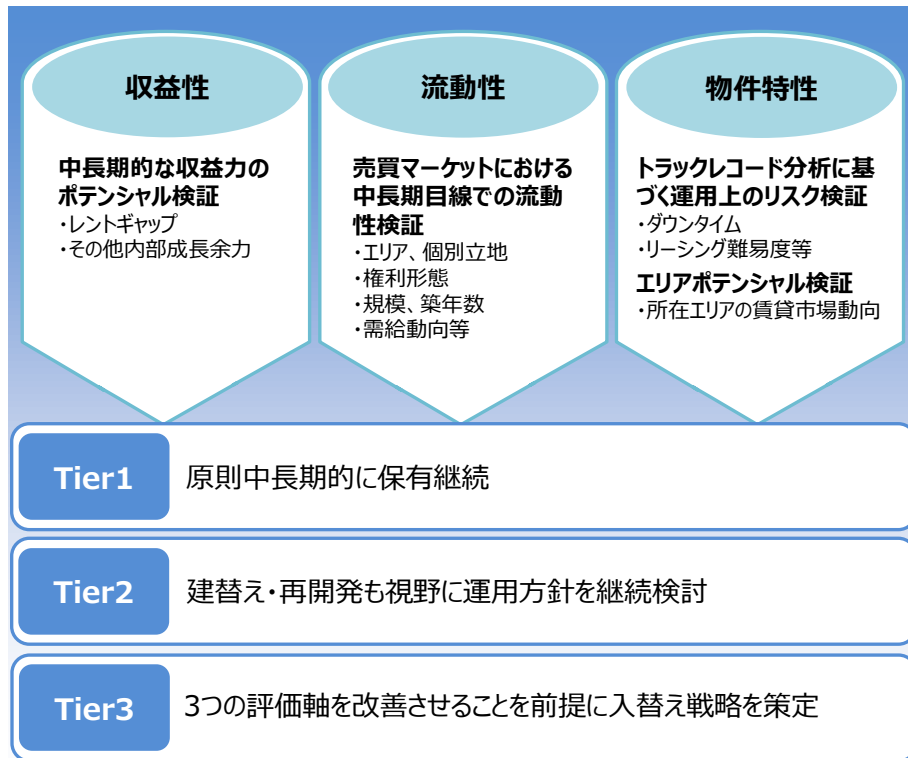 収益性
中長期的な収益力の
ポテンシャル検証
・レントギャップ
・その他内部成長余力
流動性
売買マーケットにおける
中長期目線での流動
性検証
・エリア、個別立地
・権利形態
・規模、築年数
・需給動向等
物件特性
トラックレコード分析に基
づく運用上のリスク検証
・ダウンタイム
・リーシング難易度等
エリアポテンシャル検証
・所在エリアの賃貸市場動向
Tier1
原則中長期的に保有継続
Tier2
建替え・再開発も視野に運用方針を継続検討
Tier3
3つの評価軸を改善させることを前提に入替え戦略を策定